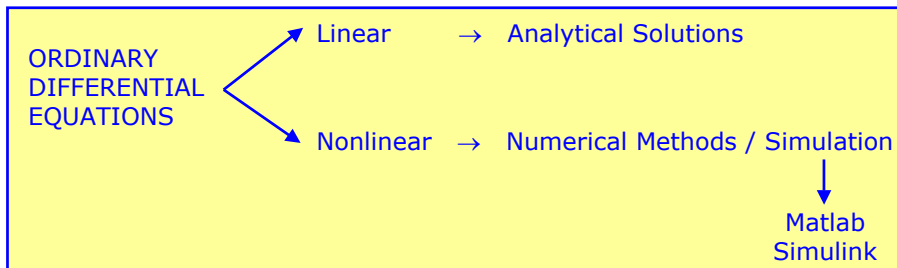 Linear → Analytical Solutions
ORDINARY
DIFFERENTIAL
EQUATIONS
Nonlinear → Numerical Methods / Simulation
Matlab
Simulink